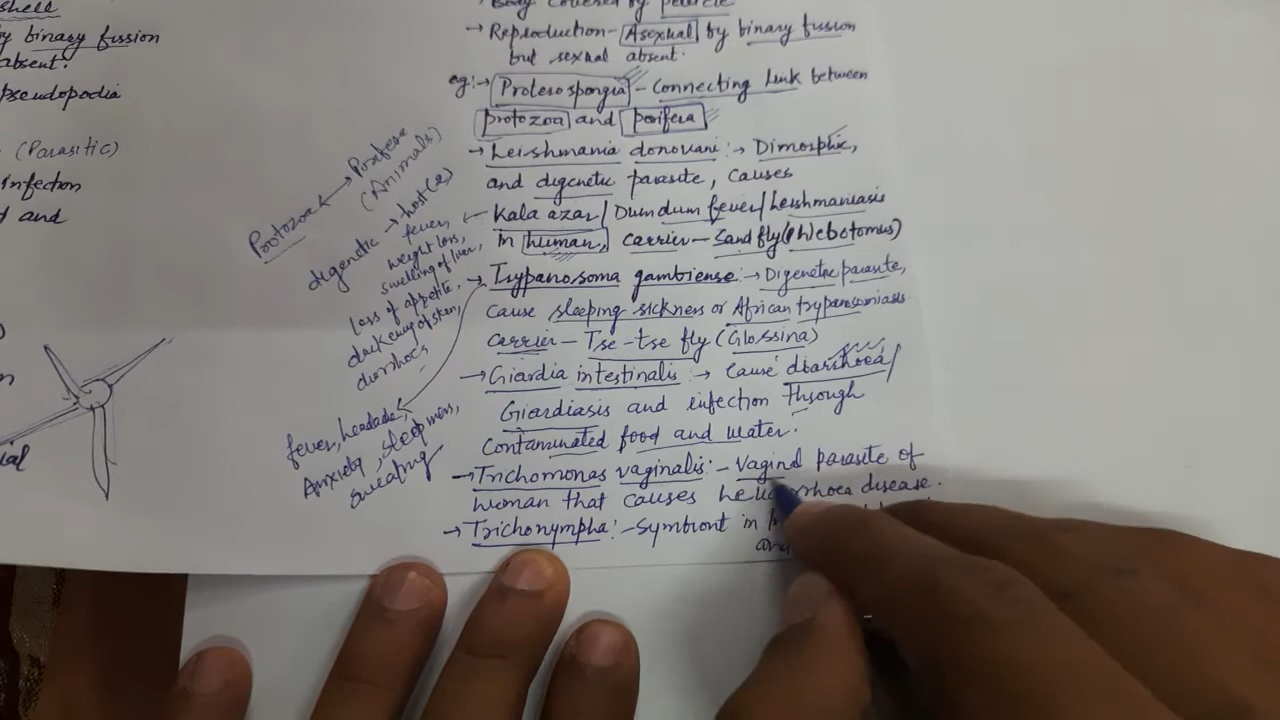 shell
by binary fission
absent.
Pseudopodia
(Parasitic)
infection
and
Body covered by pellicle
→ Reproduction- Asexual by binary fission
but sexual absent.
eg:→ Proterospongia - Connecting link between
protozoa and porifera
→ Leishmania donovani :→ Dimorphic,
and digenetic parasite, causes
Kala azar/ Dum dum fever/ Leishmaniasis
in human, carrier- Sand fly (Phlebotomus)
→ Trypanosoma gambiense :→ Digenetic parasite,
cause sleeping sickness or African trypanosomiasis.
carrier - Tse-tse fly (Glossina)
→ Giardia intestinalis → cause diarrhoea/
Giardiasis and infection through
Contaminated food and water.
→ Trichomonas vaginalis :- Vaginal parasite of
woman that causes disease.
→ Trichonympha :- Symbiont in
Protozoa ↔ Porifera
(Animals)
digenetic → host(2)
fever,
weight loss,
swelling of liver,
loss of appetite,
darkening of skin,
diarrhoea
fever, headache,
Anxiety, sleepiness,
sweating